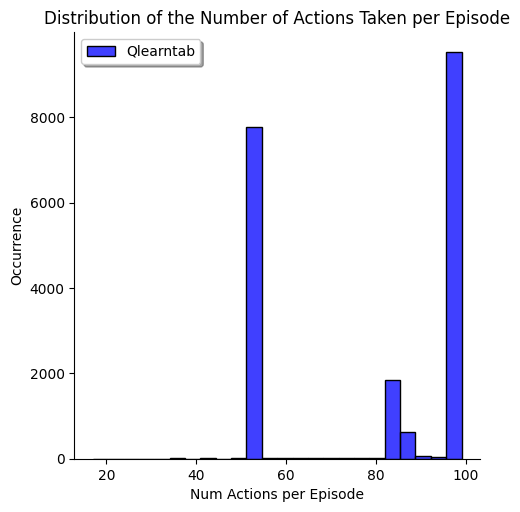 Distribution of the Number of Actions Taken per Episode
Qlearntab
8000
6000
4000
2000
0
Occurrence
20 40 60 80 100
Num Actions per Episode